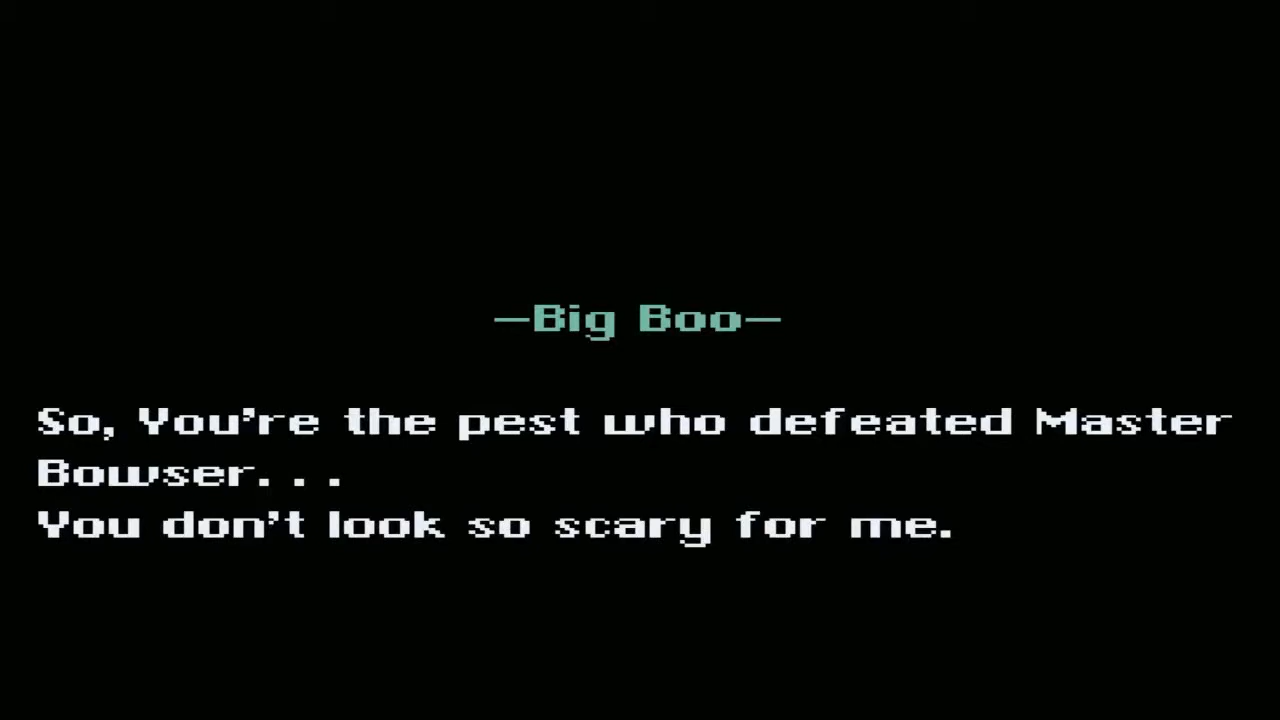 —Big Boo—
So, You're the pest who defeated Master
Bowser...
You don't look so scary for me.